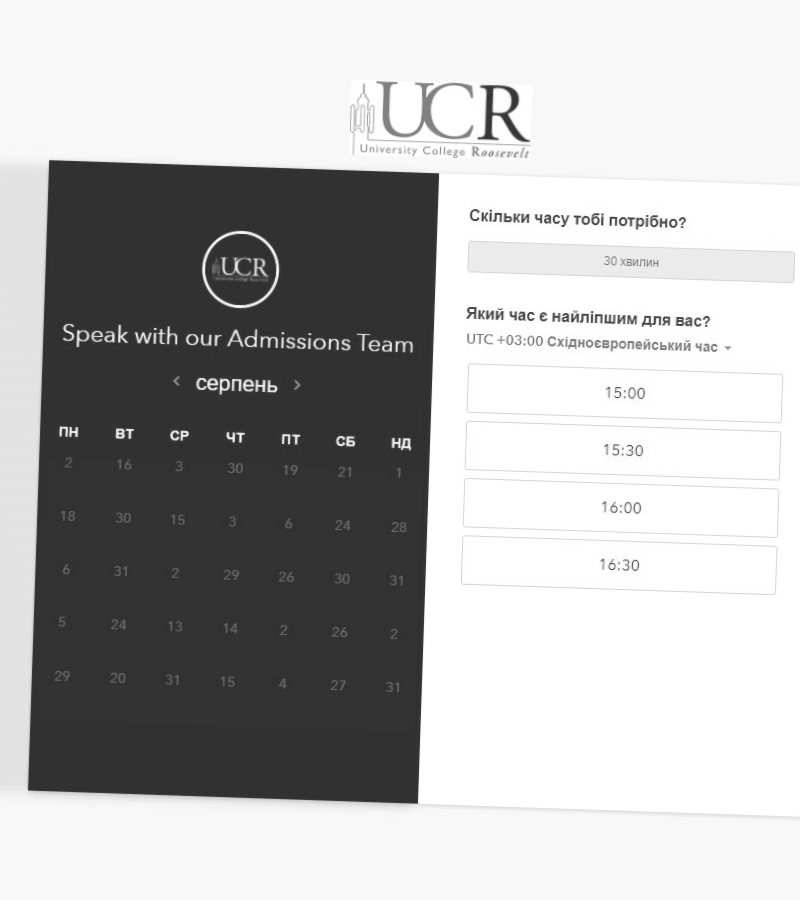 UCR
University College Roosevelt
UCR
Speak with our Admissions Team
серпень
ПН ВТ СР ЧТ ПТ СБ НД
2 16 3 30 19 21 1
18 30 15 3 6 24 28
6 31 2 29 26 30 31
5 24 13 14 2 26 2
29 20 31 15 4 27 31
Скільки часу тобі потрібно?
30 хвилин
Який час є найліпшим для вас?
UTC +03:00 Східноєвропейський час
15:00
15:30
16:00
16:30